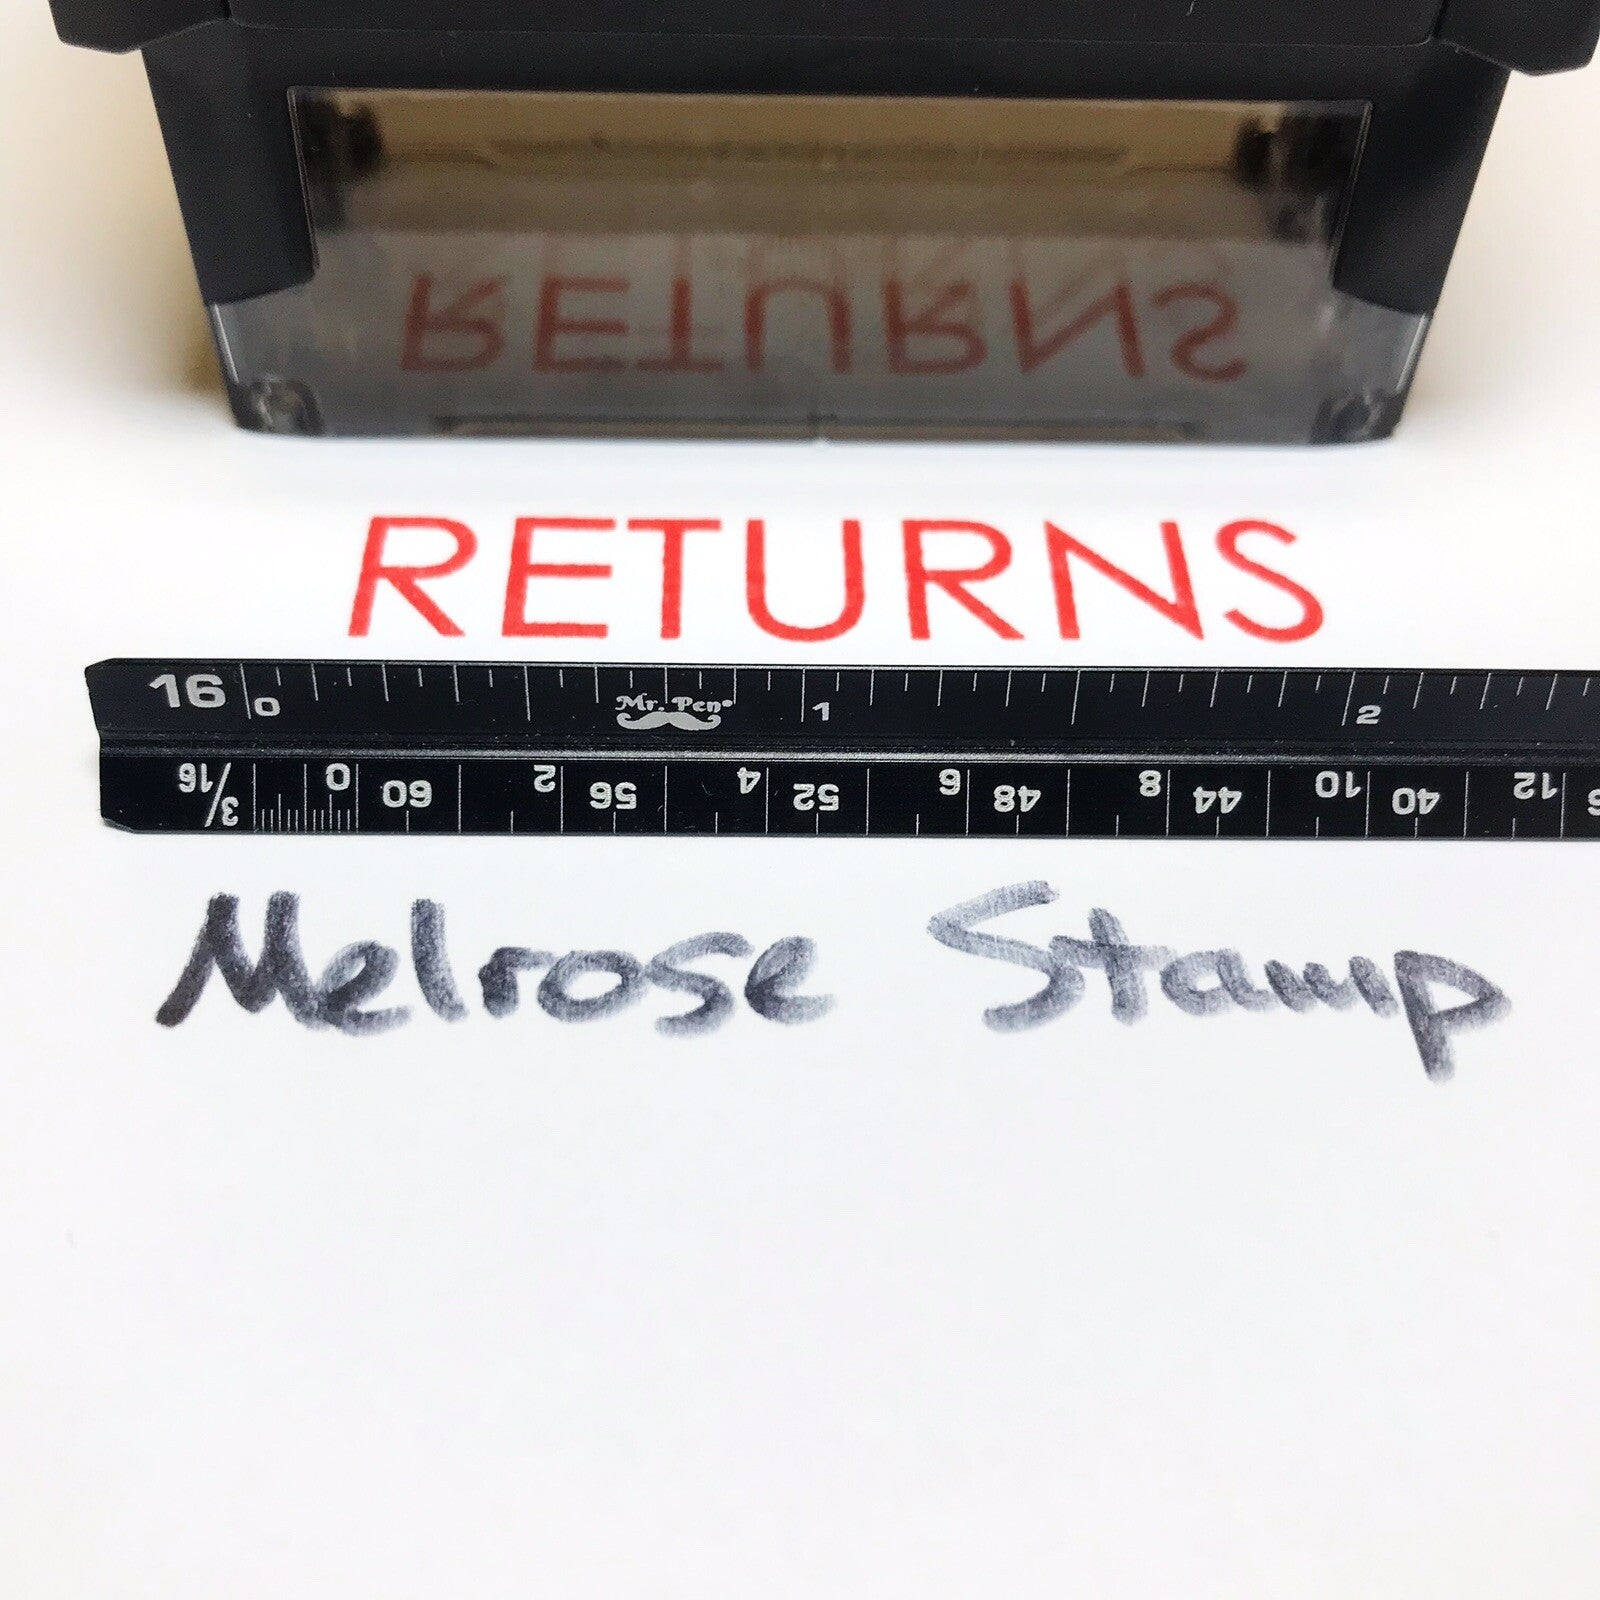 RETURNS
RETURNS
16 0 Mr. Pen® 1 2
3/16 0 60 2 56 4 52 6 48 8 44 10 40 12
Melrose Stamp